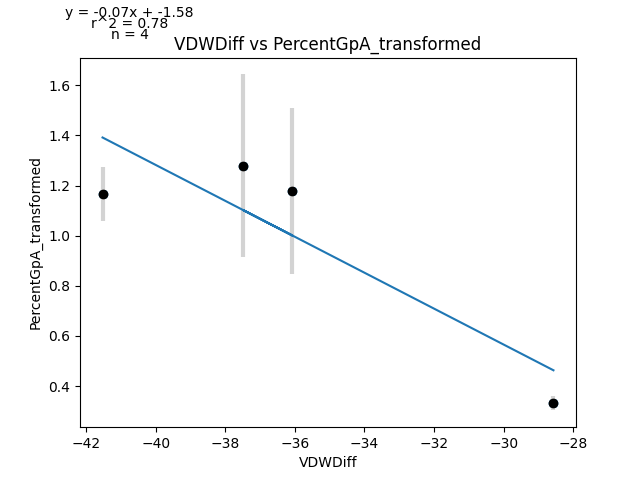 y = -0.07x + -1.58
r^2 = 0.78
n = 4
VDWDiff vs PercentGpA_transformed
PercentGpA_transformed
1.6
1.4
1.2
1.0
0.8
0.6
0.4
−42 −40 −38 −36 −34 −32 −30 −28
VDWDiff